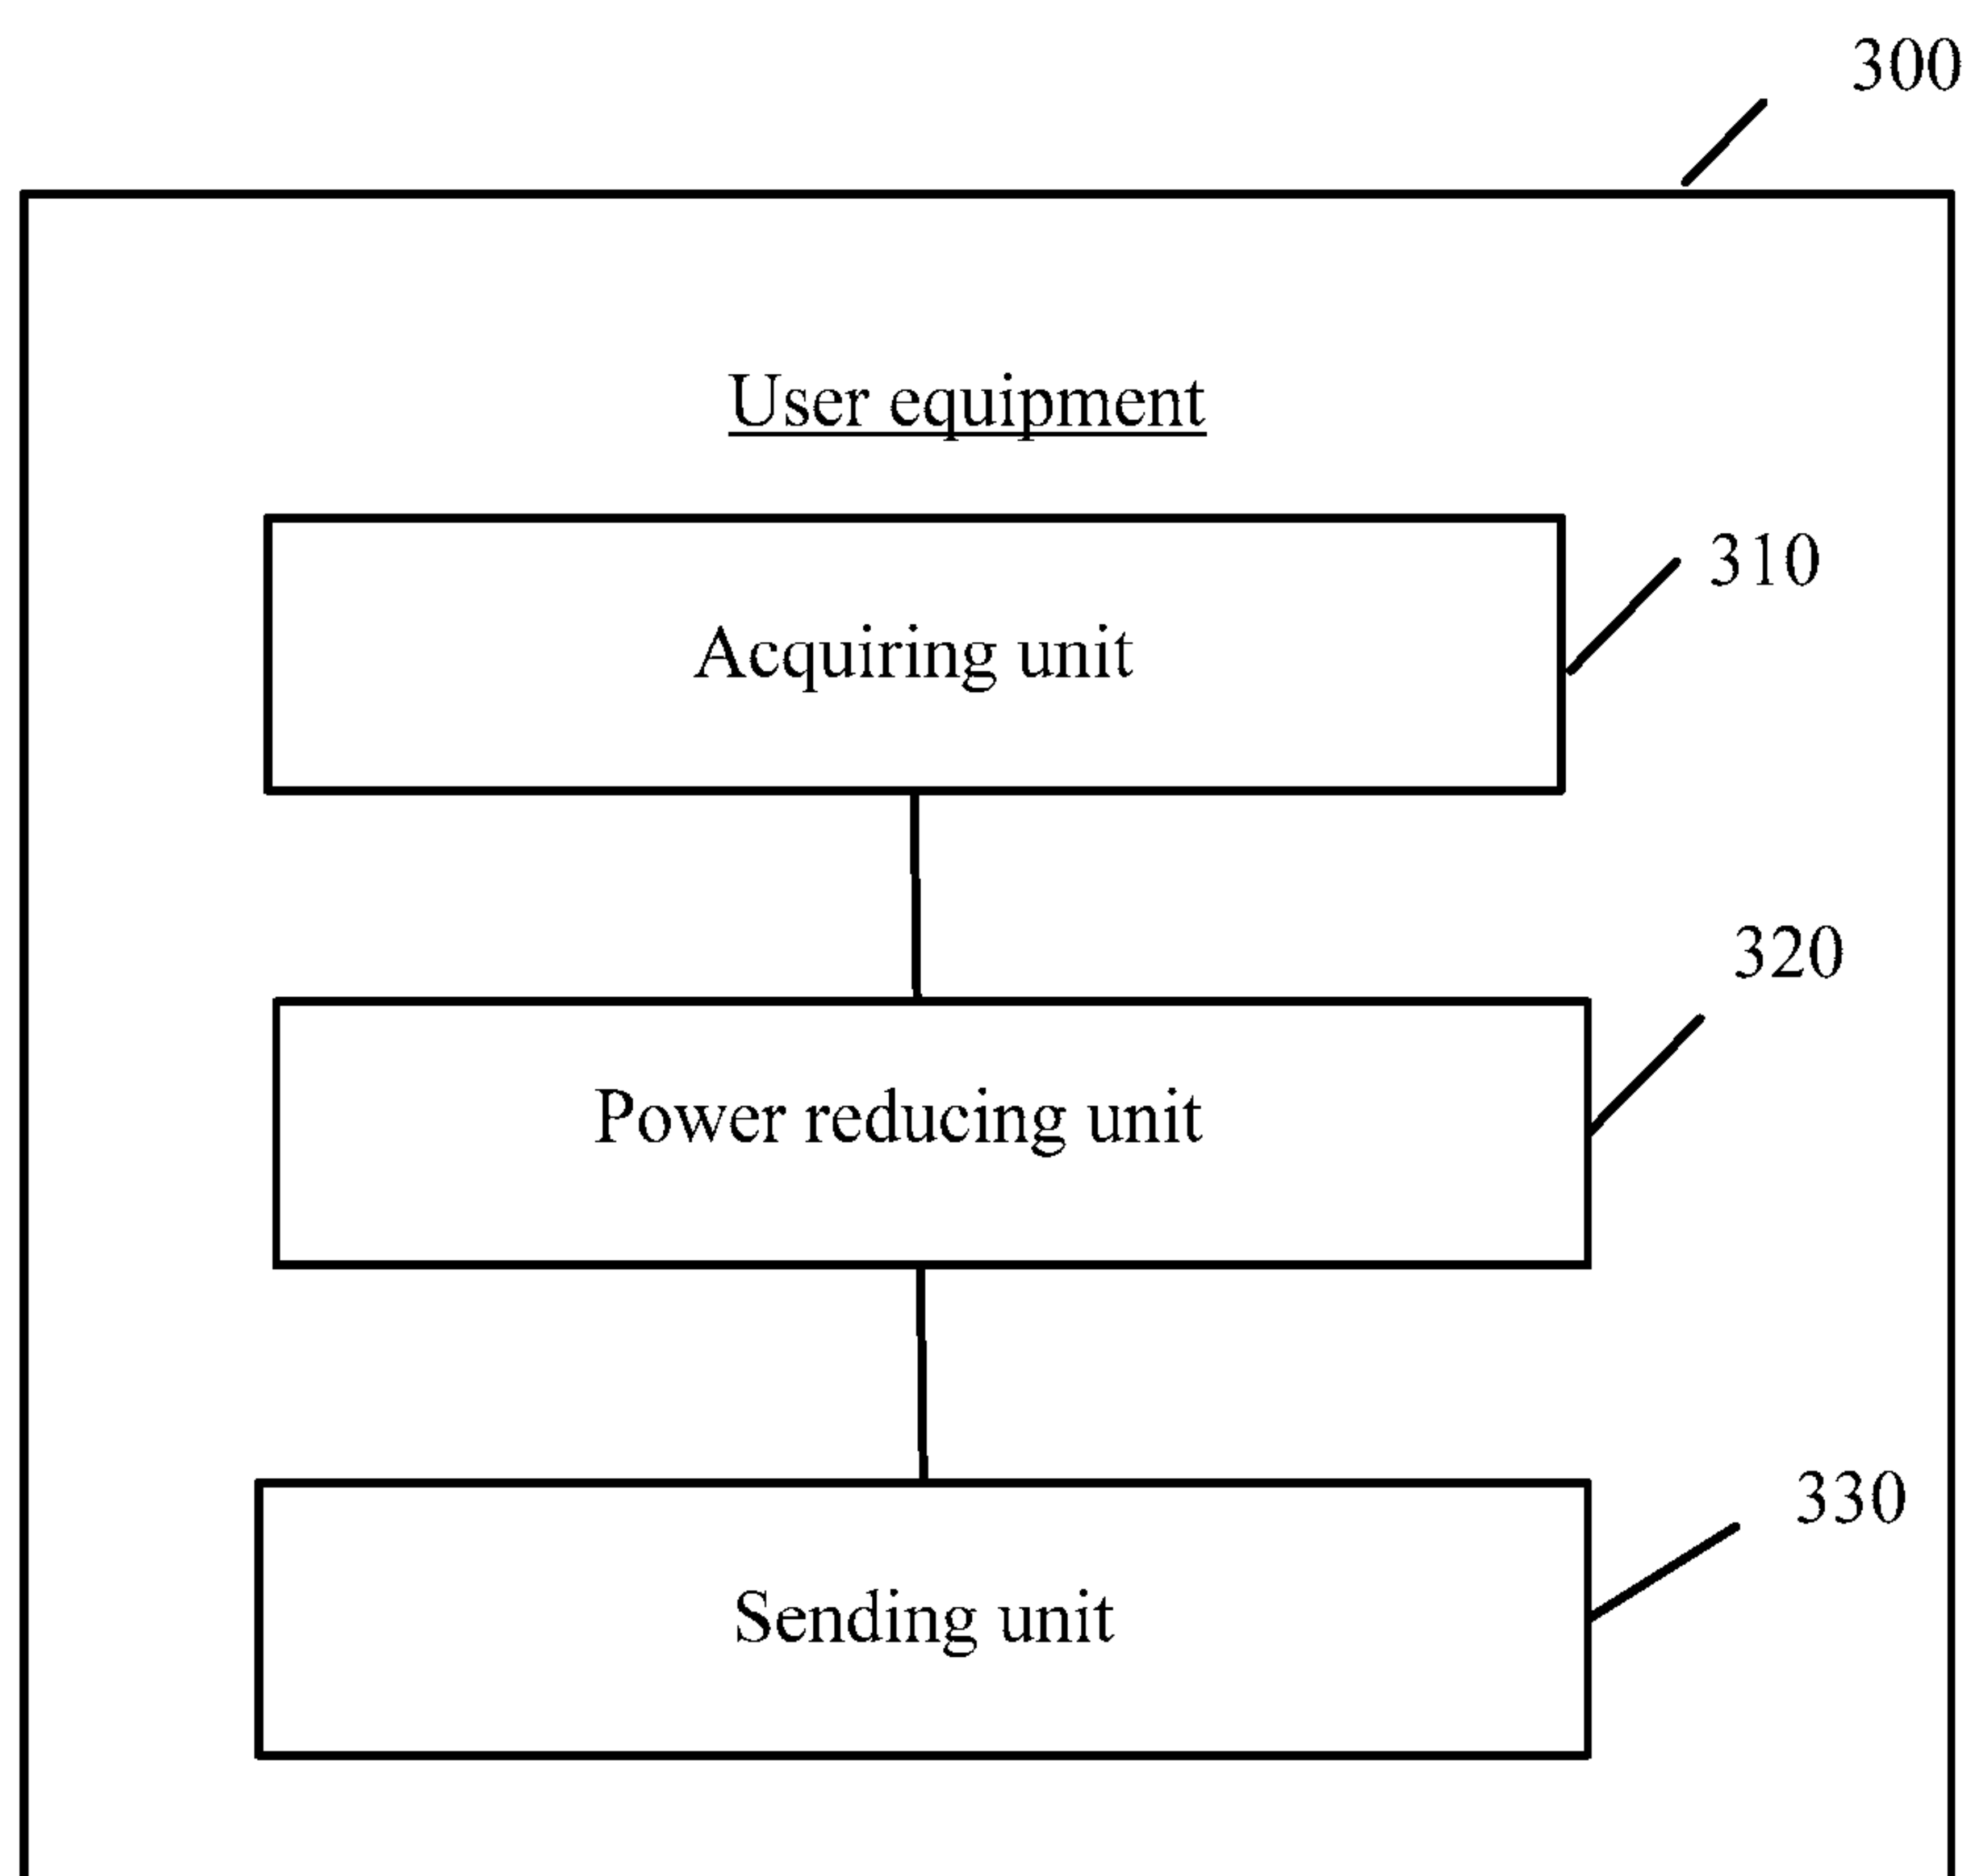 300
User equipment
310
Acquiring unit
320
Power reducing unit
330
Sending unit